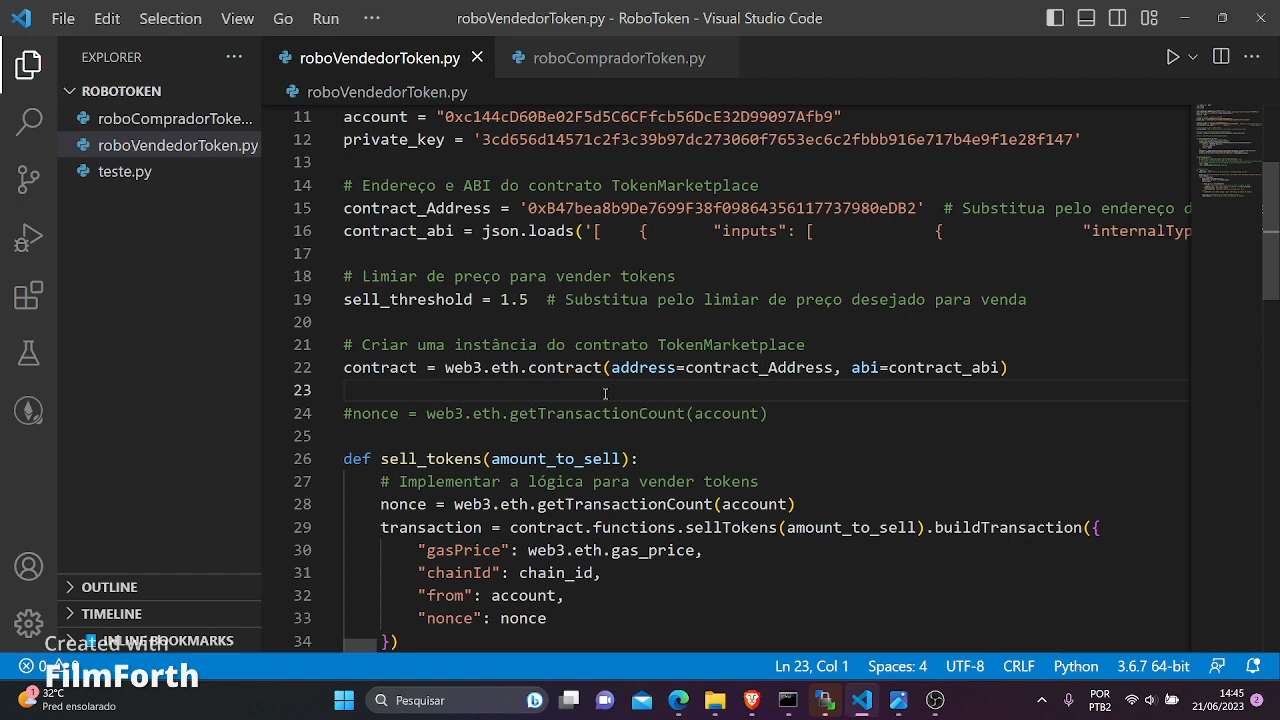 File Edit Selection View Go Run ···
roboVendedorToken.py - RoboToken - Visual Studio Code
EXPLORER ···
ROBOTOKEN
roboCompradorToke...
roboVendedorToken.py
teste.py
OUTLINE
TIMELINE
INLINE BOOKMARKS
roboVendedorToken.py
roboCompradorToken.py
roboVendedorToken.py
11 account =
12 private_key =
13
14 # Endereço e ABI do contrato TokenMarketplace
15 contract_Address = '0xB47bea8b9De7699F38f09864356117737980eDB2' # Substitua pelo endereço d
16 contract_abi = json.loads('[ { "inputs": [ { "internalTyp
17
18 # Limiar de preço para vender tokens
19 sell_threshold = 1.5 # Substitua pelo limiar de preço desejado para venda
20
21 # Criar uma instância do contrato TokenMarketplace
22 contract = web3.eth.contract(address=contract_Address, abi=contract_abi)
23
24 #nonce = web3.eth.getTransactionCount(account)
25
26 def sell_tokens(amount_to_sell):
27 # Implementar a lógica para vender tokens
28 nonce = web3.eth.getTransactionCount(account)
29 transaction = contract.functions.sellTokens(amount_to_sell).buildTransaction({
30 "gasPrice": web3.eth.gas_price,
31 "chainId": chain_id,
32 "from": account,
33 "nonce": nonce
34 })
Created with
FilmForth
0
Ln 23, Col 1 Spaces: 4 UTF-8 CRLF Python 3.6.7 64-bit
1
32°C
Pred ensolarado
Pesquisar
POR
PTB2
14:45
21/06/2023
2